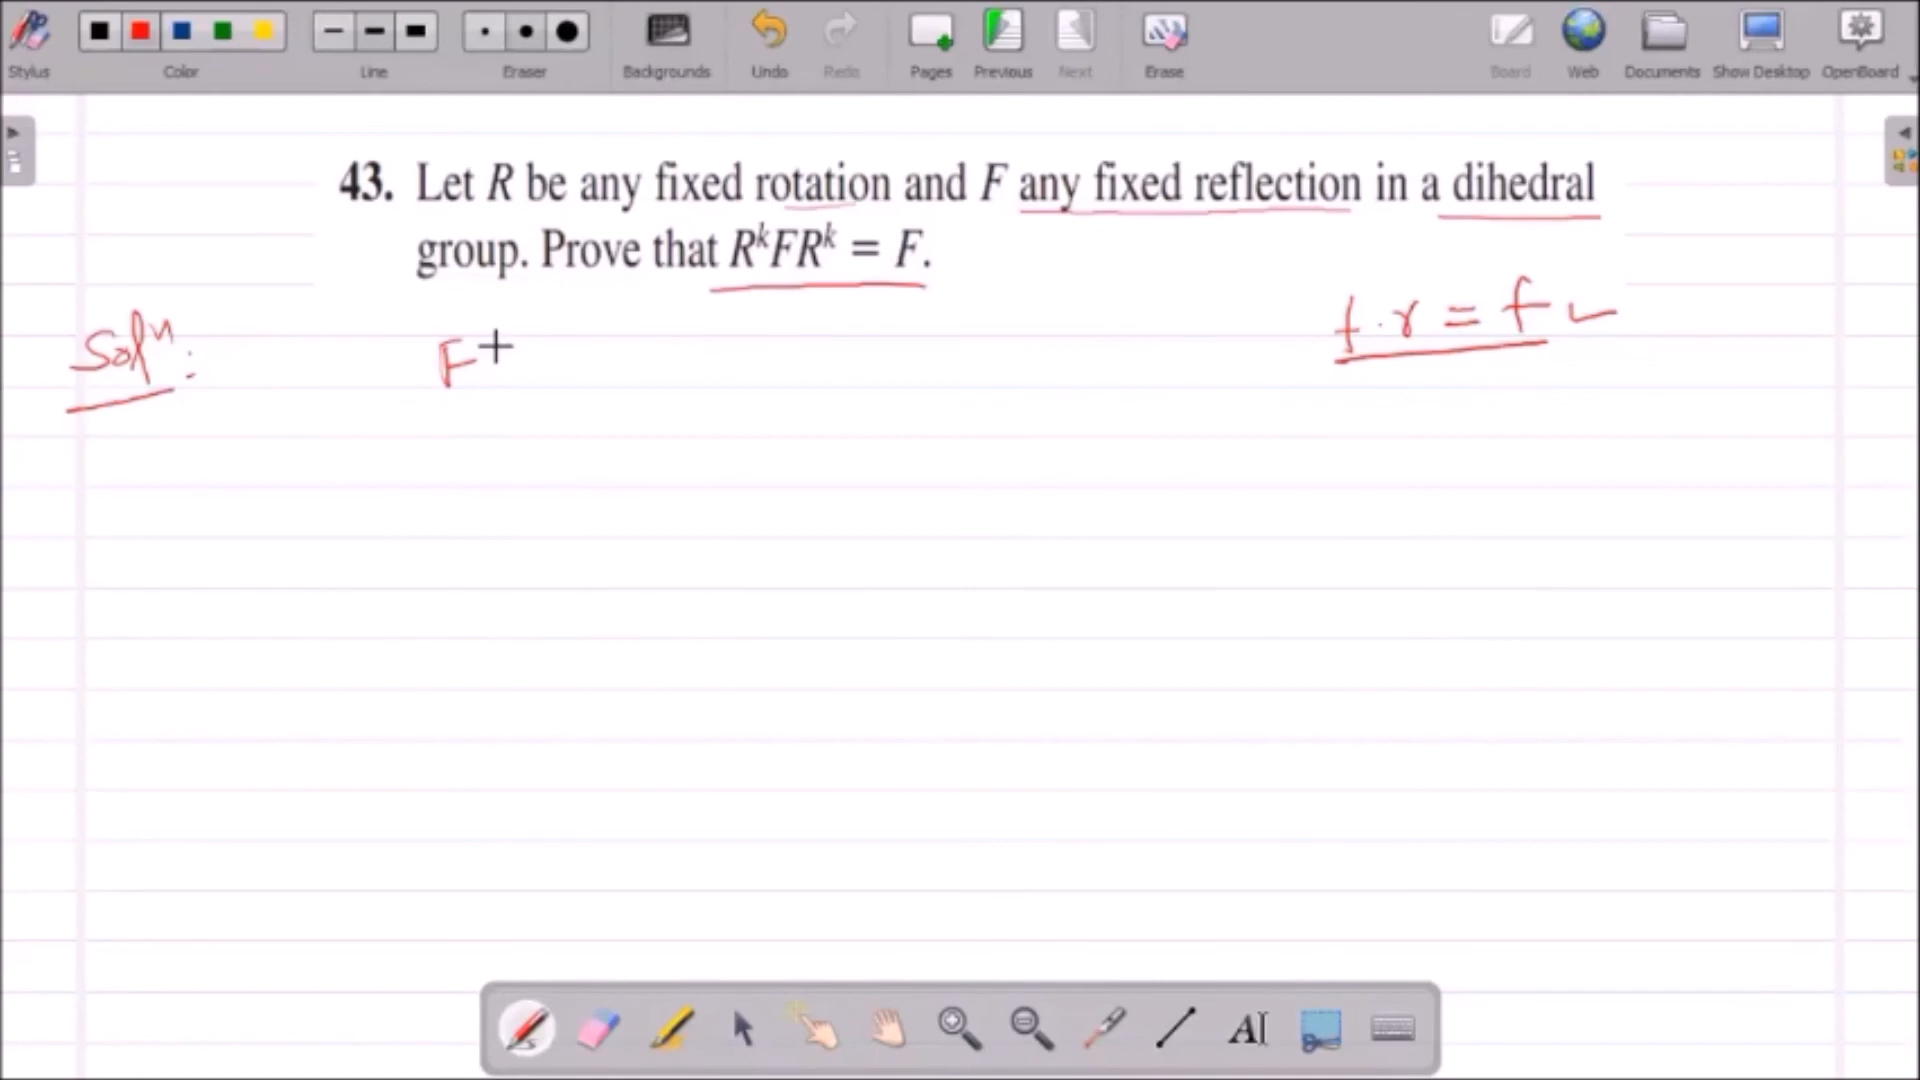 Stylus Color Line Eraser Backgrounds Undo Redo Pages Previous Next Erase Board Web Documents Show Desktop OpenBoard
43. Let R be any fixed rotation and F any fixed reflection in a dihedral
group. Prove that RᵏFRᵏ = F.
f · r = f
Solⁿ :
F